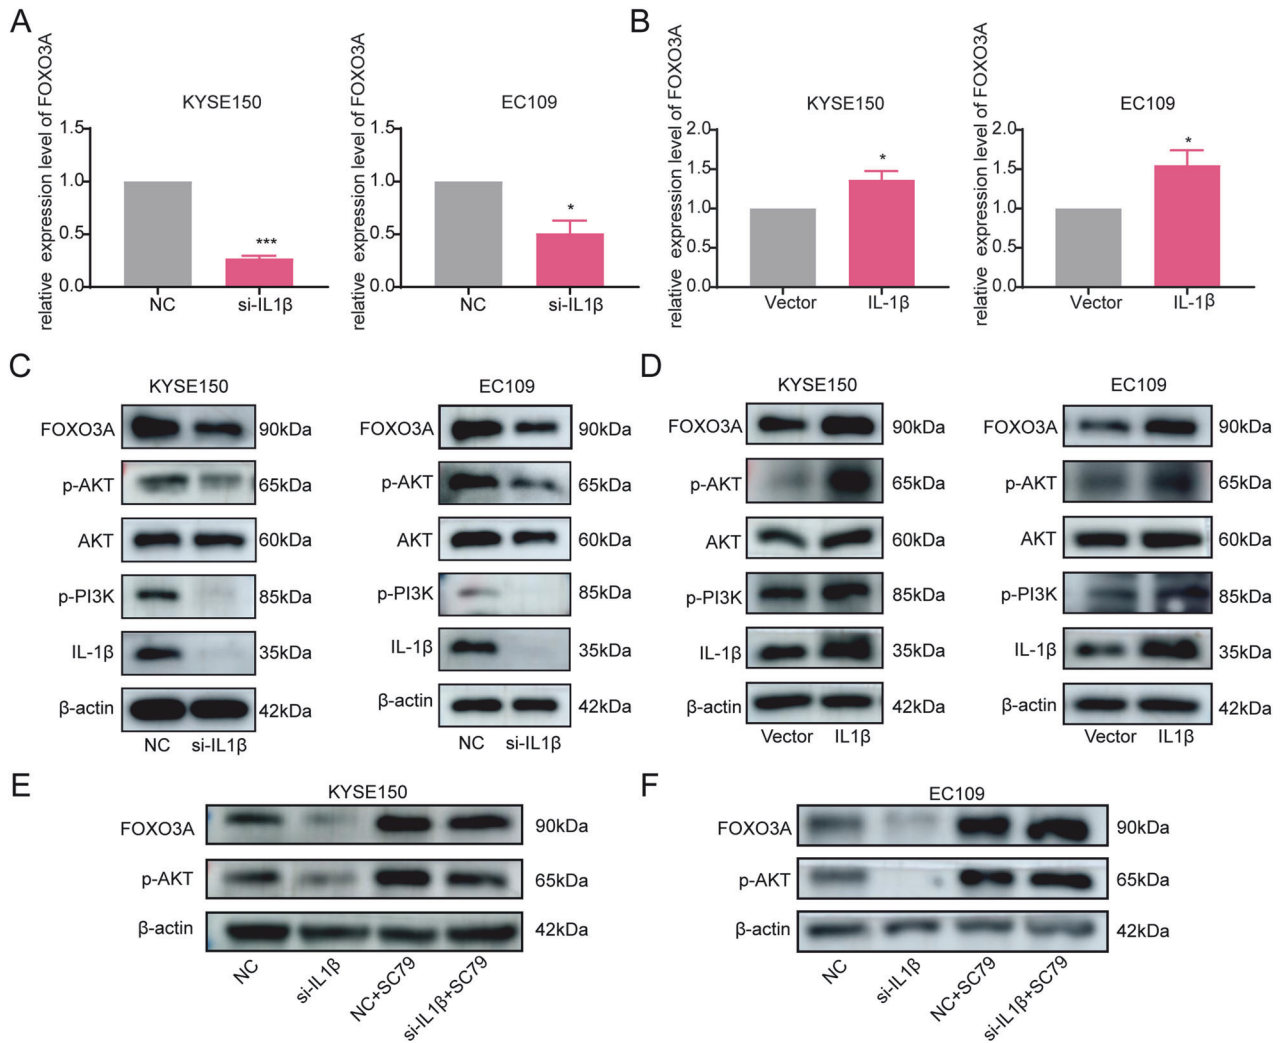 A
relative expression level of FOXO3A
KYSE150
1.5
1.0
0.5
0.0
***
NC
si-IL1β
relative expression level of FOXO3A
EC109
1.5
1.0
0.5
0.0
*
NC
si-IL1β
B
relative expression level of FOXO3A
KYSE150
2.0
1.5
1.0
0.5
0.0
*
Vector
IL-1β
relative expression level of FOXO3A
EC109
2.0
1.5
1.0
0.5
0.0
*
Vector
IL-1β
C
KYSE150
FOXO3A 90kDa
p-AKT 65kDa
AKT 60kDa
p-PI3K 85kDa
IL-1β 35kDa
β-actin 42kDa
NC si-IL1β
EC109
FOXO3A 90kDa
p-AKT 65kDa
AKT 60kDa
p-PI3K 85kDa
IL-1β 35kDa
β-actin 42kDa
NC si-IL1β
D
KYSE150
FOXO3A 90kDa
p-AKT 65kDa
AKT 60kDa
p-PI3K 85kDa
IL-1β 35kDa
β-actin 42kDa
Vector IL1β
EC109
FOXO3A 90kDa
p-AKT 65kDa
AKT 60kDa
p-PI3K 85kDa
IL-1β 35kDa
β-actin 42kDa
Vector IL1β
E
KYSE150
FOXO3A 90kDa
p-AKT 65kDa
β-actin 42kDa
NC
si-IL1β
NC+SC79
si-IL1β+SC79
F
EC109
FOXO3A 90kDa
p-AKT 65kDa
β-actin 42kDa
NC
si-IL1β
NC+SC79
si-IL1β+SC79